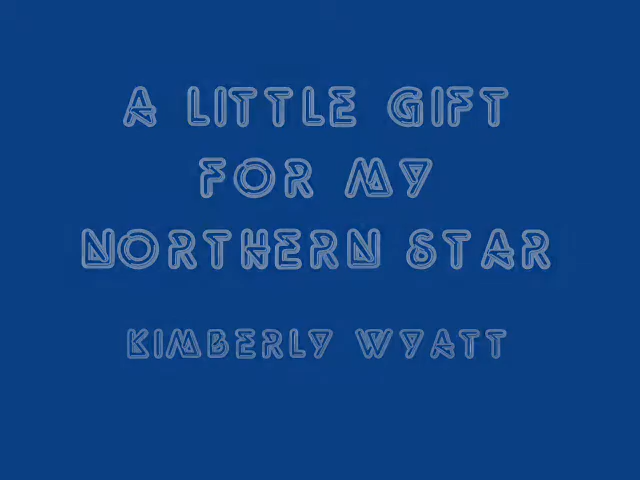 A LITTLE GIFT
FOR MY
NORTHERN STAR
KIMBERLY WYATT